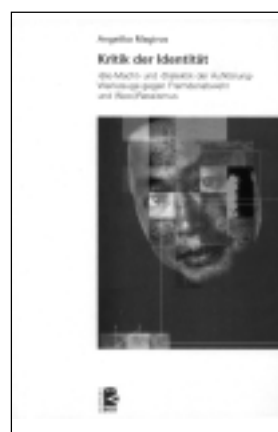 Angelika Magiros
Kritik der Identität
›Bio-Macht‹ und ›Dialektik der Aufklärung‹
Werkzeuge gegen Fremdenabwehr
und (Neo-)Rassismus